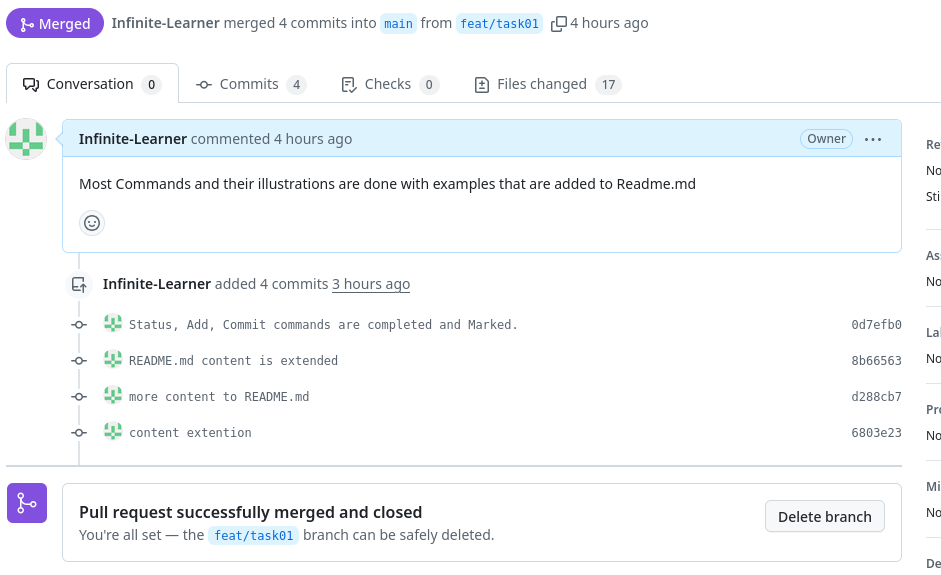 Merged Infinite-Learner merged 4 commits into main from feat/task01 4 hours ago
Conversation 0 Commits 4 Checks 0 Files changed 17
Infinite-Learner commented 4 hours ago Owner ...
Most Commands and their illustrations are done with examples that are added to Readme.md
Infinite-Learner added 4 commits 3 hours ago
Status, Add, Commit commands are completed and Marked. 0d7efb0
README.md content is extended 8b66563
more content to README.md d288cb7
content extention 6803e23
Pull request successfully merged and closed
You're all set — the feat/task01 branch can be safely deleted.
Delete branch
Re
No
Sti
As
No
La
No
Pr
No
Mi
No
De